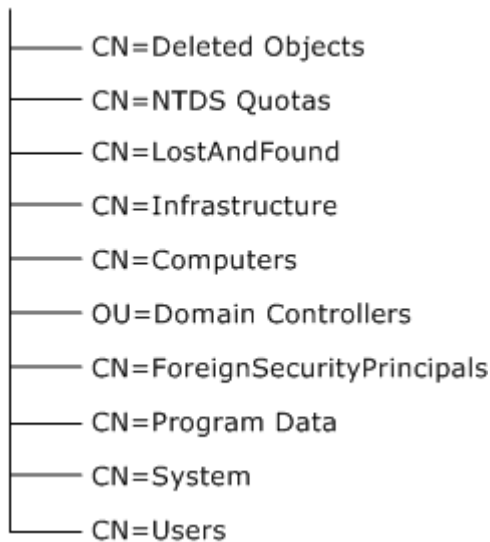 CN=Deleted Objects
CN=NTDS Quotas
CN=LostAndFound
CN=Infrastructure
CN=Computers
OU=Domain Controllers
CN=ForeignSecurityPrincipals
CN=Program Data
CN=System
CN=Users